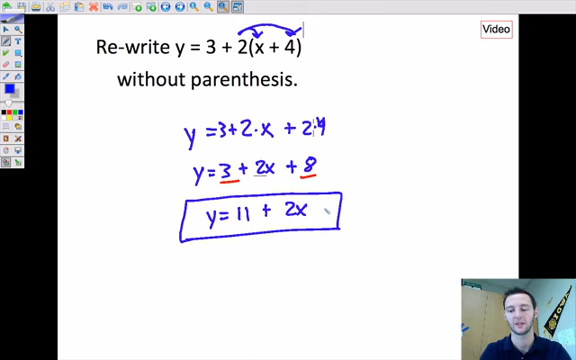 Video
Re-write y = 3 + 2(x + 4)
without parenthesis.
y = 3 + 2 · x + 2 · 4
y = 3 + 2x + 8
y = 11 + 2x